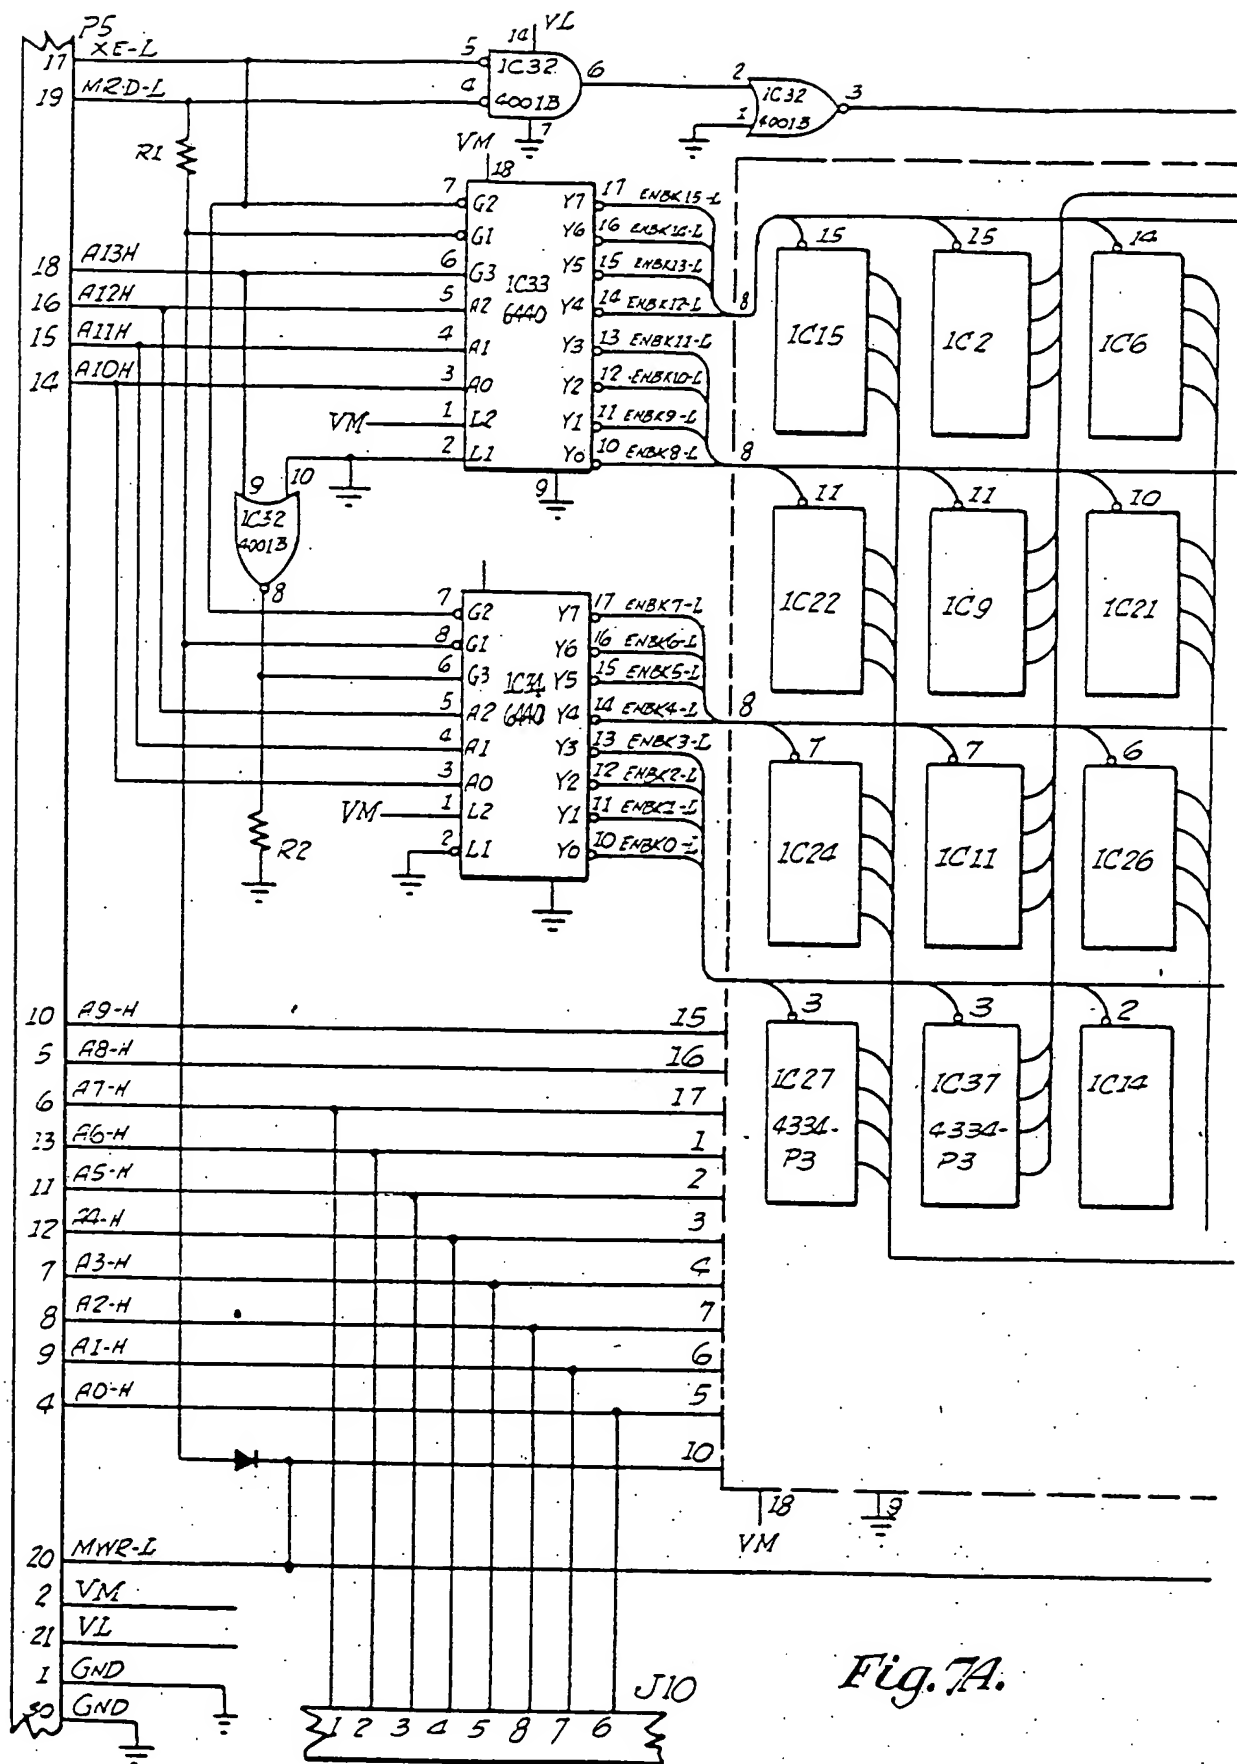 P5
17 XE-L
19 MRD-L
R1
5
4
14 VL
IC32
4001B
7
6
2
1
IC32
4001B
3
VM
18
7 G2
G1
6 G3
5 A2
4 A1
3 A0
VM 1 L2
2 L1
IC33
6440
9
Y7 17 ENBK15-L
Y6 16 ENBK14-L
Y5 15 ENBK13-L
Y4 14 ENBK12-L
Y3 13 ENBK11-L
Y2 12 ENBK10-L
Y1 11 ENBK9-L
Y0 10 ENBK8-L
8
8
18 A13H
16 A12H
15 A11H
14 A10H
9 10
IC32
4001B
8
R2
7 G2
8 G1
6 G3
5 A2
4 A1
3 A0
VM 1 L2
2 L1
IC34
6440
Y7 17 ENBK7-L
Y6 16 ENBK6-L
Y5 15 ENBK5-L
Y4 14 ENBK4-L
Y3 13 ENBK3-L
Y2 12 ENBK2-L
Y1 11 ENBK1-L
Y0 10 ENBK0-L
8
15 15 14
IC15 IC2 IC6
11 11 10
IC22 IC9 IC21
7 7 6
IC24 IC11 IC26
3 3 2
IC27 IC37 IC14
4334- 4334-
P3 P3
10 A9-H 15
5 A8-H 16
6 A7-H 17
13 A6-H 1
11 A5-H 2
12 A4-H 3
7 A3-H 4
8 A2-H 7
9 A1-H 6
4 A0-H 5
10
18
VM
9
20 MWR-L
2 VM
21 VL
1 GND
GND
J10
1 2 3 4 5 8 7 6
Fig. 7A.